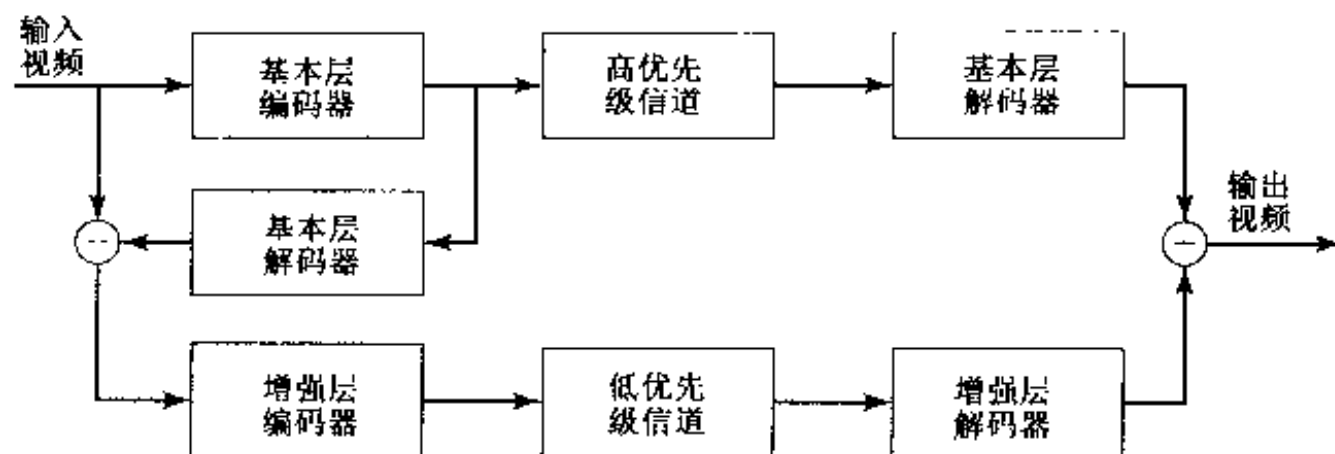 输入
视频
基本层
编码器
高优先
级信道
基本层
解码器
基本层
解码器
输出
视频
增强层
编码器
低优先
级信道
增强层
解码器